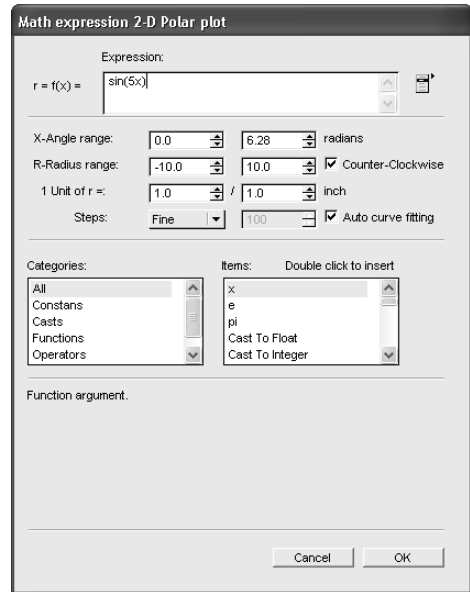 Math expression 2-D Polar plot
Expression:
r = f(x) = sin(5x)
X-Angle range: 0.0 6.28 radians
R-Radius range: -10.0 10.0 Counter-Clockwise
1 Unit of r =: 1.0 / 1.0 inch
Steps: Fine 100 Auto curve fitting
Categories: Items: Double click to insert
All x
Constans e
Casts pi
Functions Cast To Float
Operators Cast To Integer
Function argument.
Cancel OK